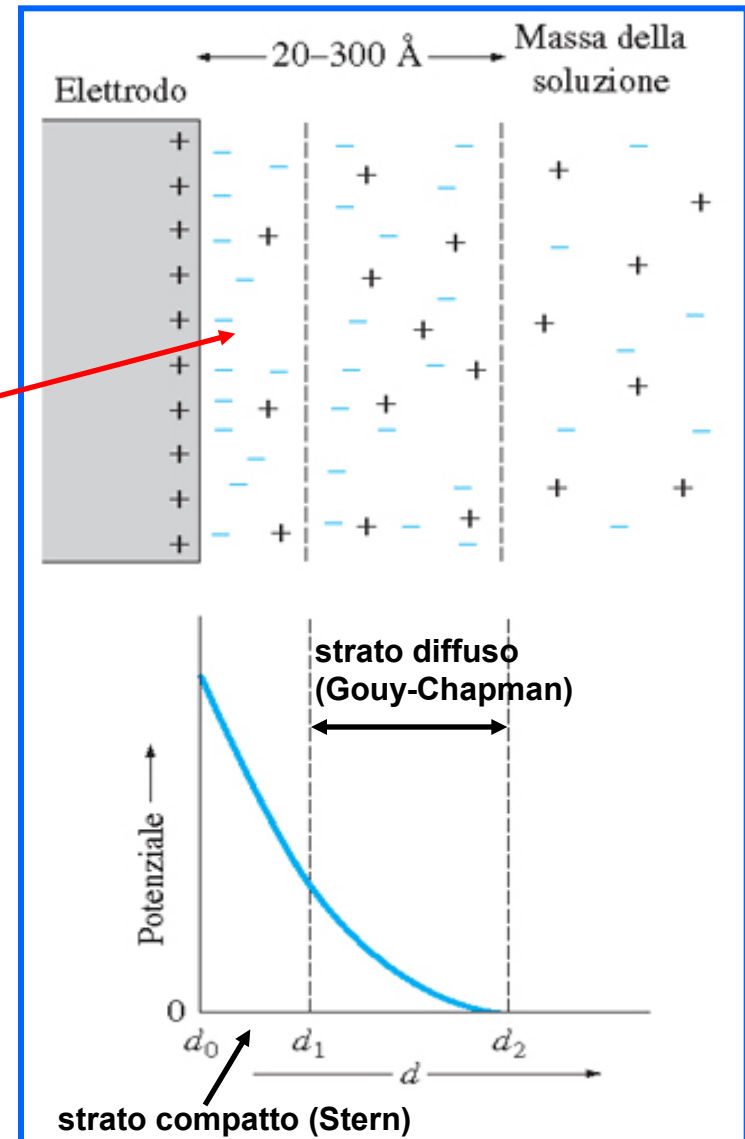 20–300 Å
Massa della
soluzione
Elettrodo
strato diffuso
(Gouy-Chapman)
Potenziale
0
d₀ d₁ d₂
d
strato compatto (Stern)